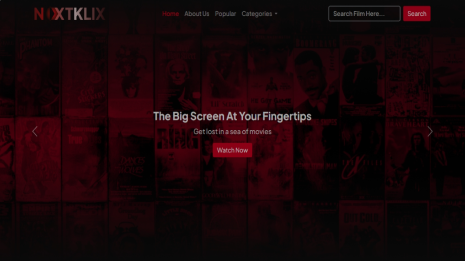 NOXTKLIX
Home About Us Popular Categories
Search Film Here...
Search
The Big Screen At Your Fingertips
Get lost in a sea of movies
Watch Now